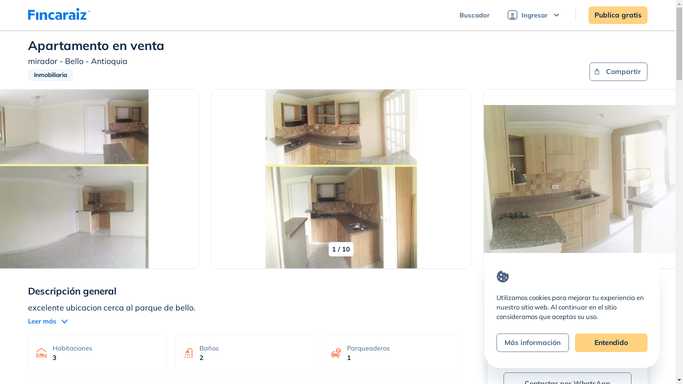 Fincaraiz
Buscador
Ingresar
Publica gratis
Apartamento en venta
mirador - Bello - Antioquia
Inmobiliaria
Compartir
1 / 10
Descripción general
excelente ubicacion cerca al parque de bello.
Leer más
Habitaciones
3
Baños
2
Parqueaderos
1
Utilizamos cookies para mejorar tu experiencia en
nuestro sitio web. Al continuar en el sitio
consideramos que aceptas su uso.
Más información
Entendido
Contactar por WhatsApp